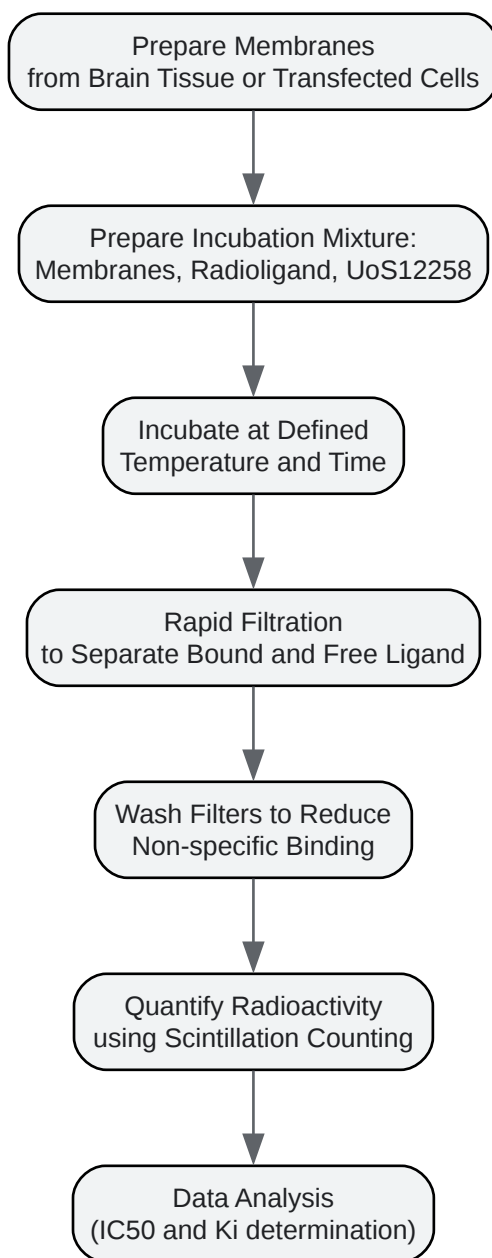 Prepare Membranes
from Brain Tissue or Transfected Cells
Prepare Incubation Mixture:
Membranes, Radioligand, UoS12258
Incubate at Defined
Temperature and Time
Rapid Filtration
to Separate Bound and Free Ligand
Wash Filters to Reduce
Non-specific Binding
Quantify Radioactivity
using Scintillation Counting
Data Analysis
(IC50 and Ki determination)